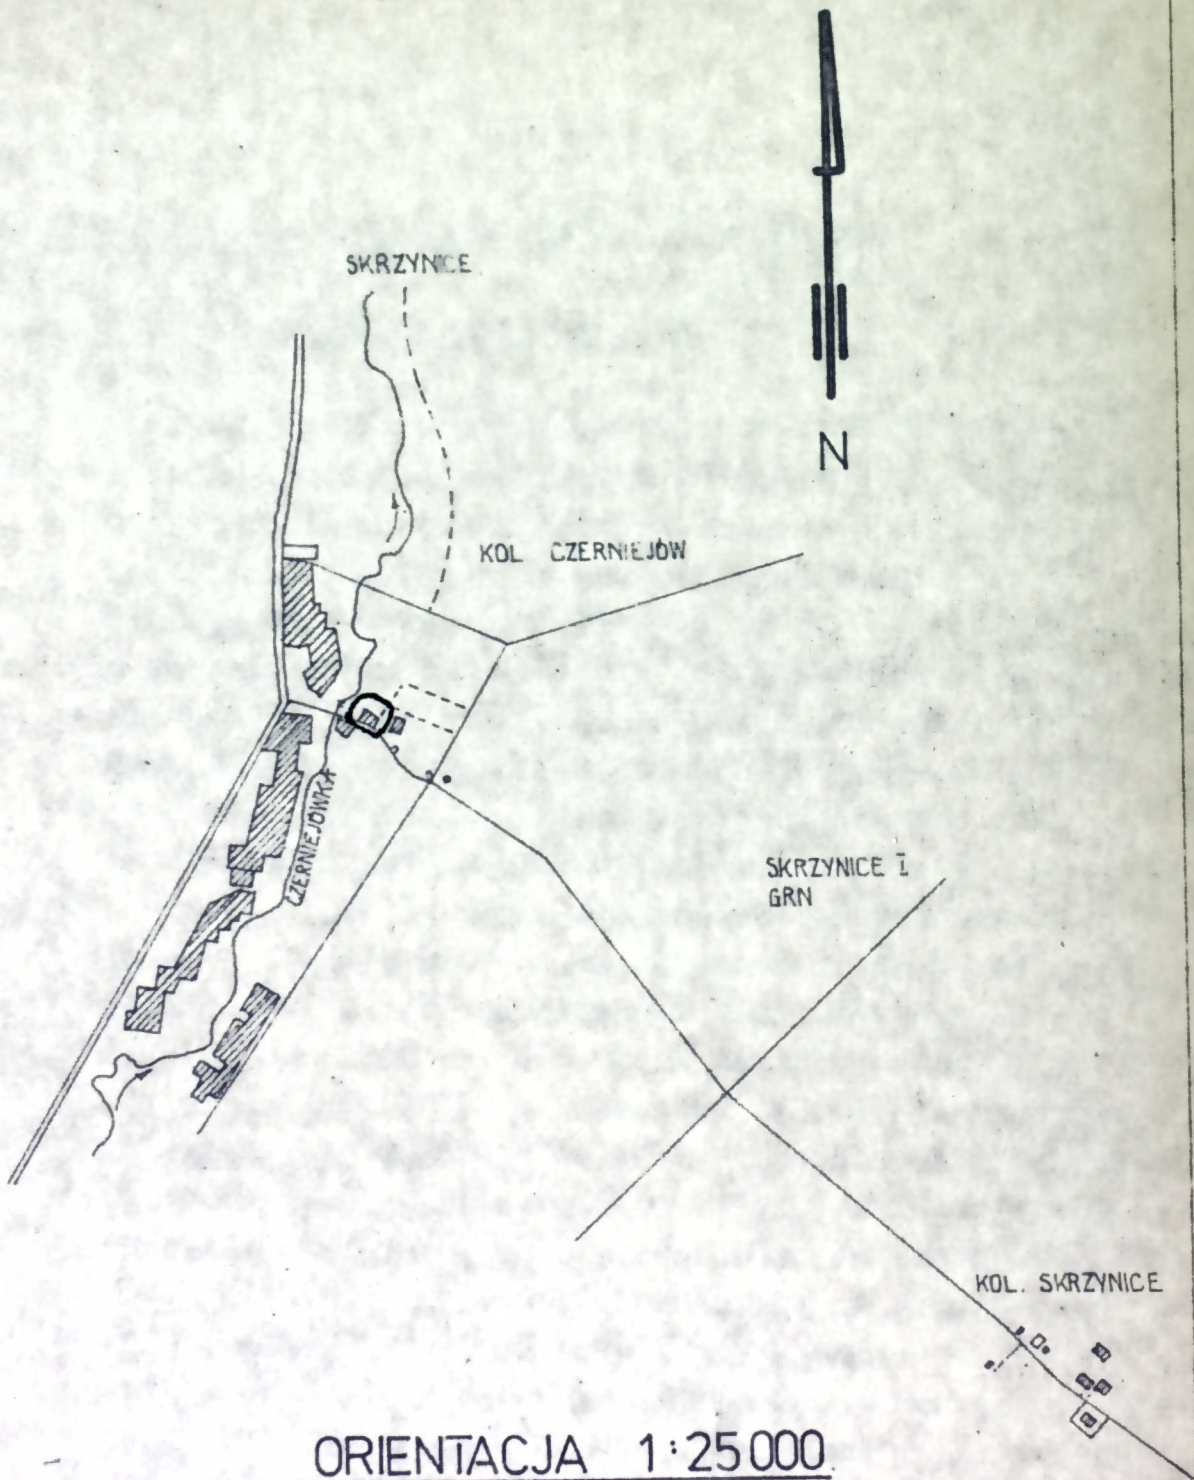 SKRZYNICE
N
KOL CZERNIEJÓW
CZERNIEJÓWKA
SKRZYNICE I
GRN
KOL. SKRZYNICE
ORIENTACJA 1:25000